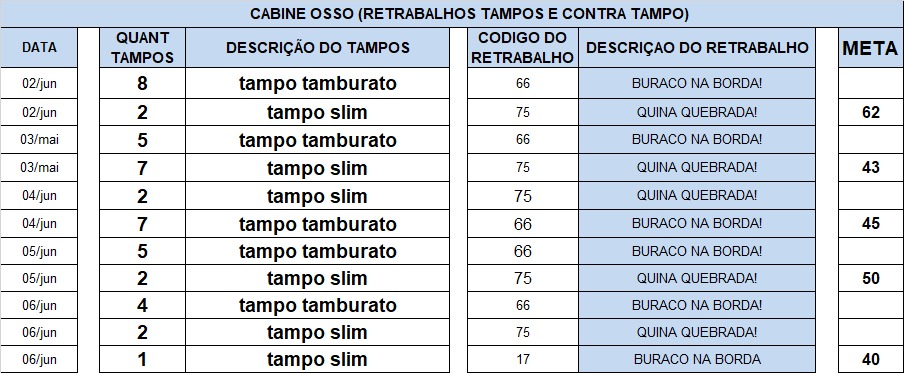 CABINE OSSO (RETRABALHOS TAMPOS E CONTRA TAMPO)
DATA QUANT TAMPOS DESCRIÇÃO DO TAMPOS CODIGO DO RETRABALHO DESCRIÇAO DO RETRABALHO META
02/jun 8 tampo tamburato 66 BURACO NA BORDA!
02/jun 2 tampo slim 75 QUINA QUEBRADA! 62
03/mai 5 tampo tamburato 66 BURACO NA BORDA!
03/mai 7 tampo slim 75 QUINA QUEBRADA! 43
04/jun 2 tampo slim 75 QUINA QUEBRADA!
04/jun 7 tampo tamburato 66 BURACO NA BORDA! 45
05/jun 5 tampo tamburato 66 BURACO NA BORDA!
05/jun 2 tampo slim 75 QUINA QUEBRADA! 50
06/jun 4 tampo tamburato 66 BURACO NA BORDA!
06/jun 2 tampo slim 75 QUINA QUEBRADA!
06/jun 1 tampo slim 17 BURACO NA BORDA 40